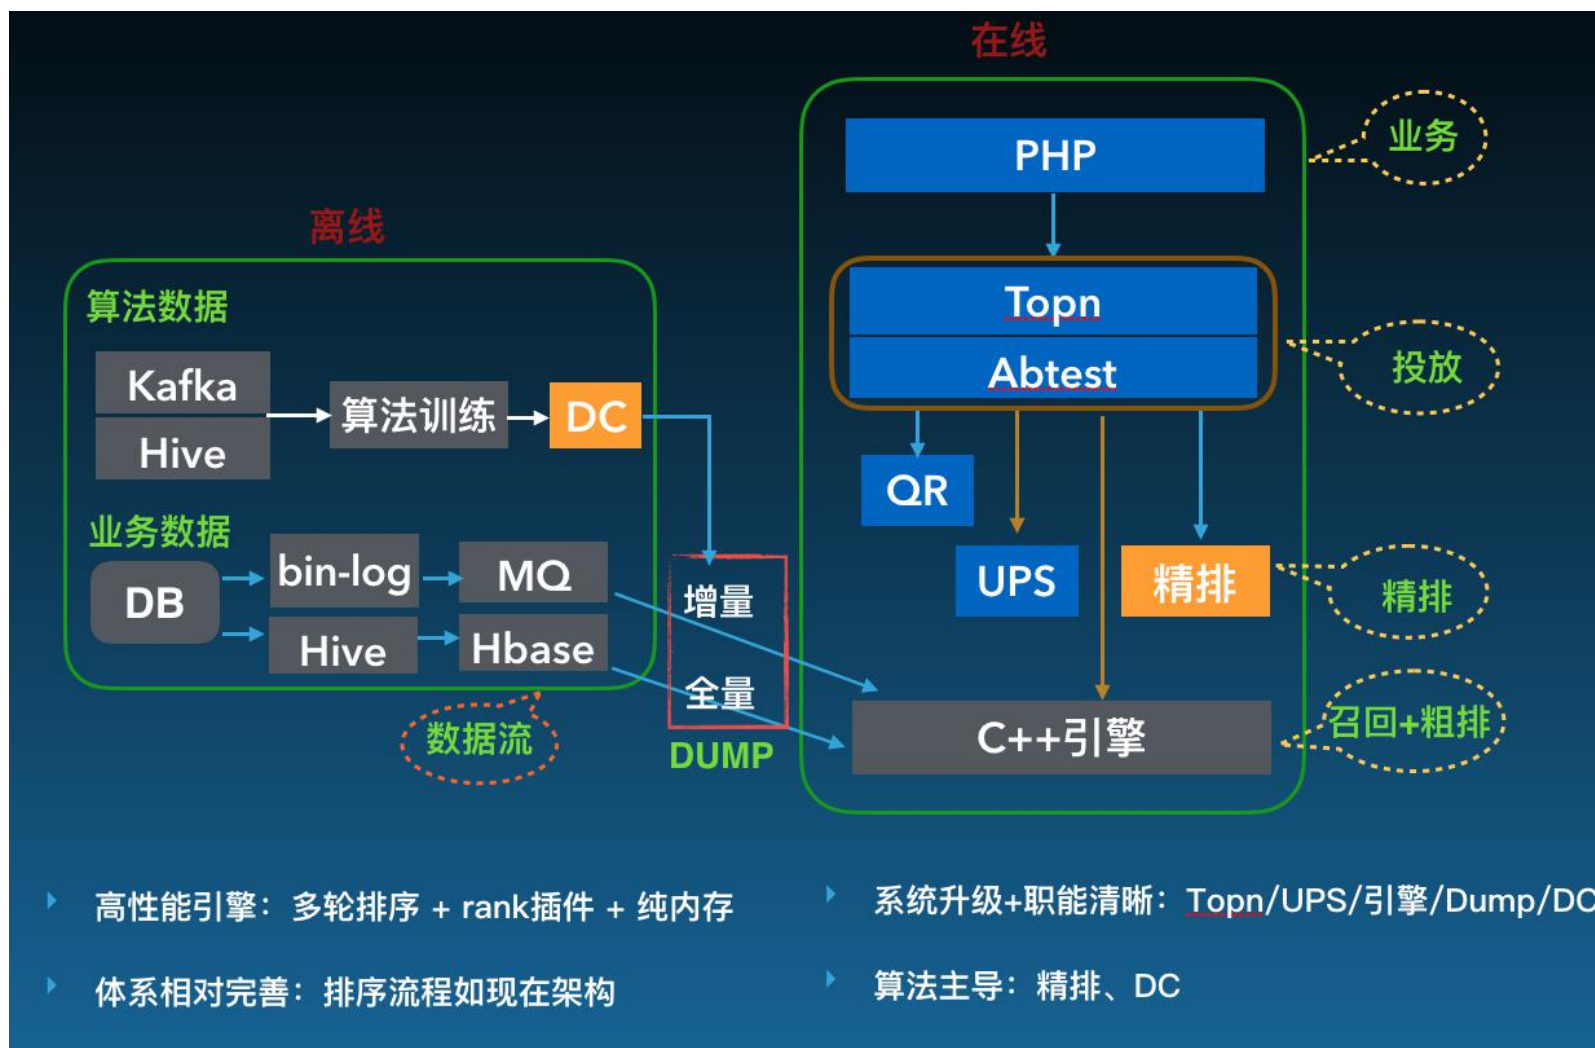 在线
PHP
业务
离线
算法数据
Kafka
Hive
算法训练
DC
Topn
Abtest
投放
QR
UPS
精排
精排
业务数据
DB
bin-log
MQ
Hive
Hbase
数据流
增量
全量
DUMP
C++引擎
召回+粗排
高性能引擎：多轮排序 + rank插件 + 纯内存
体系相对完善：排序流程如现在架构
系统升级+职能清晰：Topn/UPS/引擎/Dump/DC
算法主导：精排、DC